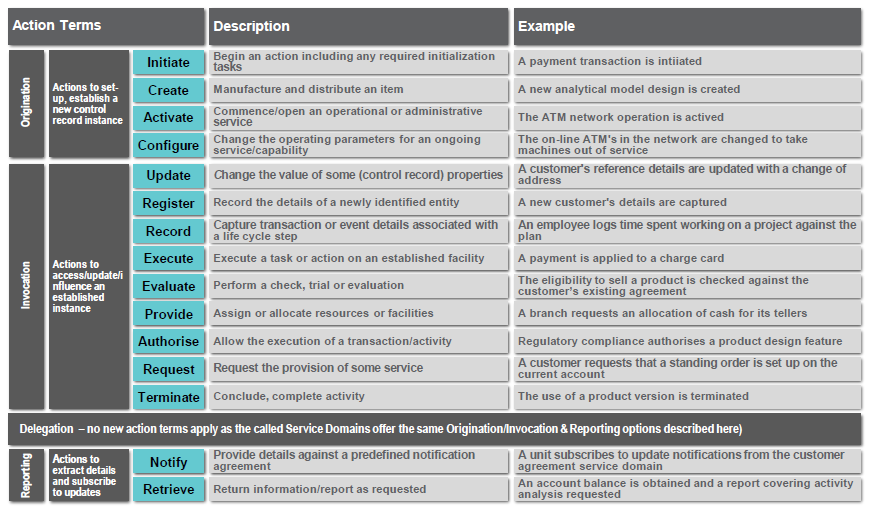 Action Terms
Description
Example
Origination
Actions to set-
up, establish a
new control
record instance
Initiate
Begin an action including any required initialization
tasks
A payment transaction is intiiated
Create
Manufacture and distribute an item
A new analytical model design is created
Activate
Commence/open an operational or administrative
service
The ATM network operation is actived
Configure
Change the operating parameters for an ongoing
service/capability
The on-line ATM's in the network are changed to take
machines out of service
Invocation
Actions to
access/update/i
nfluence an
established
instance
Update
Change the value of some (control record) properties
A customer's reference details are updated with a change of
address
Register
Record the details of a newly identified entity
A new customer's details are captured
Record
Capture transaction or event details associated with
a life cycle step
An employee logs time spent working on a project against the
plan
Execute
Execute a task or action on an established facility
A payment is applied to a charge card
Evaluate
Perform a check, trial or evaluation
The eligibility to sell a product is checked against the
customer's existing agreement
Provide
Assign or allocate resources or facilities
A branch requests an allocation of cash for its tellers
Authorise
Allow the execution of a transaction/activity
Regulatory compliance authorises a product design feature
Request
Request the provision of some service
A customer requests that a standing order is set up on the
current account
Terminate
Conclude, complete activity
The use of a product version is terminated
Delegation – no new action terms apply as the called Service Domains offer the same Origination/Invocation & Reporting options described here)
Reporting
Actions to
extract details
and subscribe
to updates
Notify
Provide details against a predefined notification
agreement
A unit subscribes to update notifications from the customer
agreement service domain
Retrieve
Return information/report as requested
An account balance is obtained and a report covering activity
analysis requested